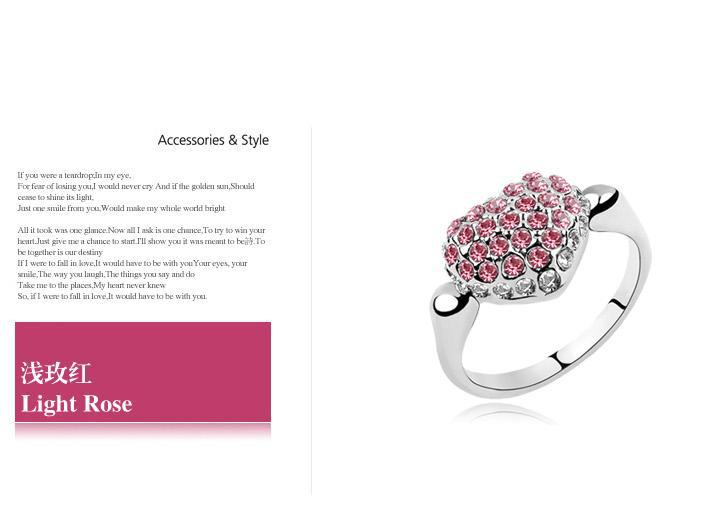 Accessories & Style
If you were a teardrop;In my eye,
For fear of losing you,I would never cry And if the golden sun,Should
cease to shine its light,
Just one smile from you,Would make my whole world bright
All it took was one glance.Now all I ask is one chance,To try to win your
heart.Just give me a chance to start.I'll show you it was meant to be詩.To
be together is our destiny
If I were to fall in love,It would have to be with youYour eyes, your
smile,The way you laugh,The things you say and do
Take me to the places,My heart never knew
So, if I were to fall in love,It would have to be with you.
浅玫红
Light Rose